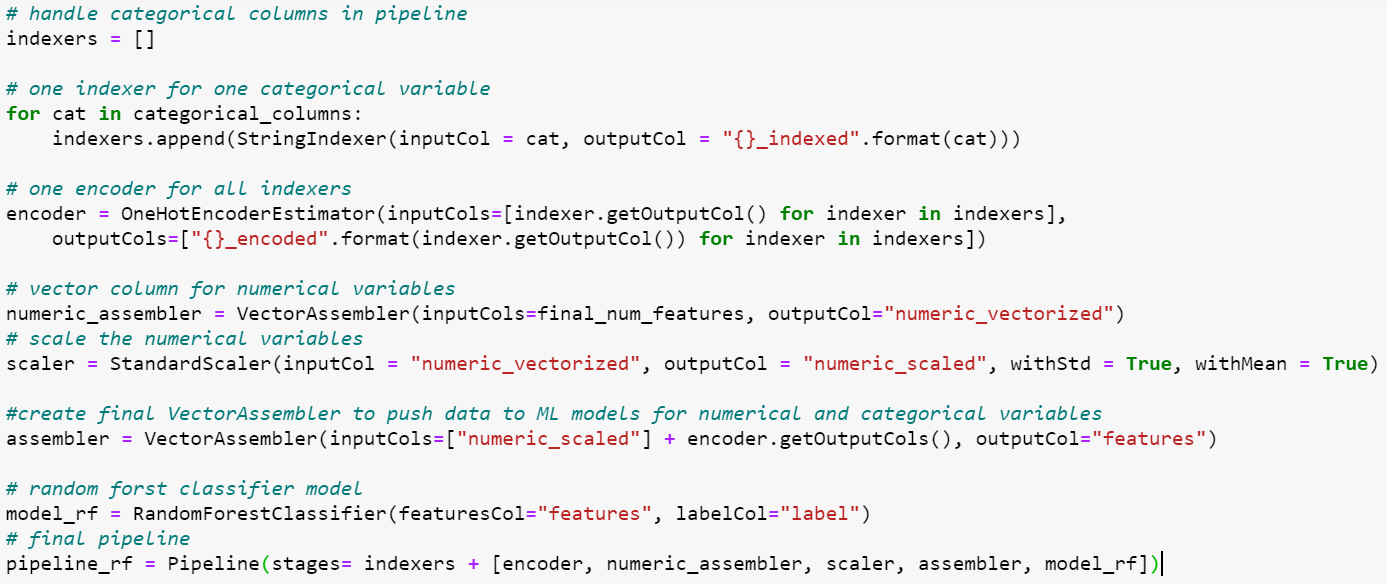 # handle categorical columns in pipeline
indexers = []

# one indexer for one categorical variable
for cat in categorical_columns:
    indexers.append(StringIndexer(inputCol = cat, outputCol = "{}_indexed".format(cat)))

# one encoder for all indexers
encoder = OneHotEncoderEstimator(inputCols=[indexer.getOutputCol() for indexer in indexers],
    outputCols=["{}_encoded".format(indexer.getOutputCol()) for indexer in indexers])

# vector column for numerical variables
numeric_assembler = VectorAssembler(inputCols=final_num_features, outputCol="numeric_vectorized")
# scale the numerical variables
scaler = StandardScaler(inputCol = "numeric_vectorized", outputCol = "numeric_scaled", withStd = True, withMean = True)

#create final VectorAssembler to push data to ML models for numerical and categorical variables
assembler = VectorAssembler(inputCols=["numeric_scaled"] + encoder.getOutputCols(), outputCol="features")

# random forst classifier model
model_rf = RandomForestClassifier(featuresCol="features", labelCol="label")
# final pipeline
pipeline_rf = Pipeline(stages= indexers + [encoder, numeric_assembler, scaler, assembler, model_rf])